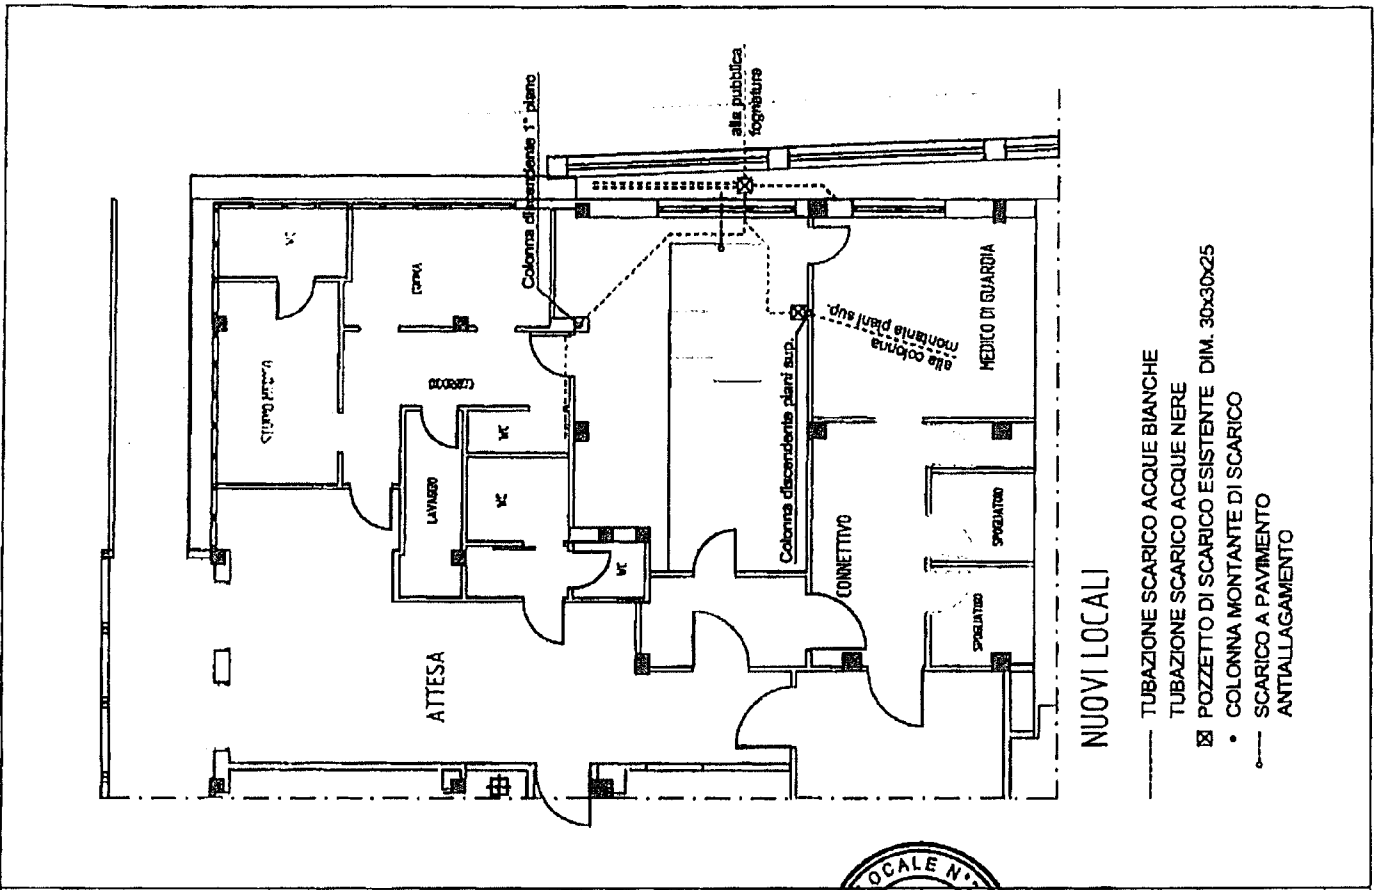 Colonna discendente 1° piano
alla pubblica
fognatura
CUCINA
CORRIDOIO
WC
LAVAGGIO
WC
WC
ATTESA
Colonna discendente piani sup.
alla colonna
montante piani sup.
MEDICO DI GUARDIA
CONNETTIVO
SPOGLIATOIO
SPOGLIATOIO
NUOVI LOCALI
TUBAZIONE SCARICO ACQUE BIANCHE
TUBAZIONE SCARICO ACQUE NERE
POZZETTO DI SCARICO ESISTENTE DIM. 30x30x25
COLONNA MONTANTE DI SCARICO
SCARICO A PAVIMENTO
ANTIALLAGAMENTO
OCALE N°